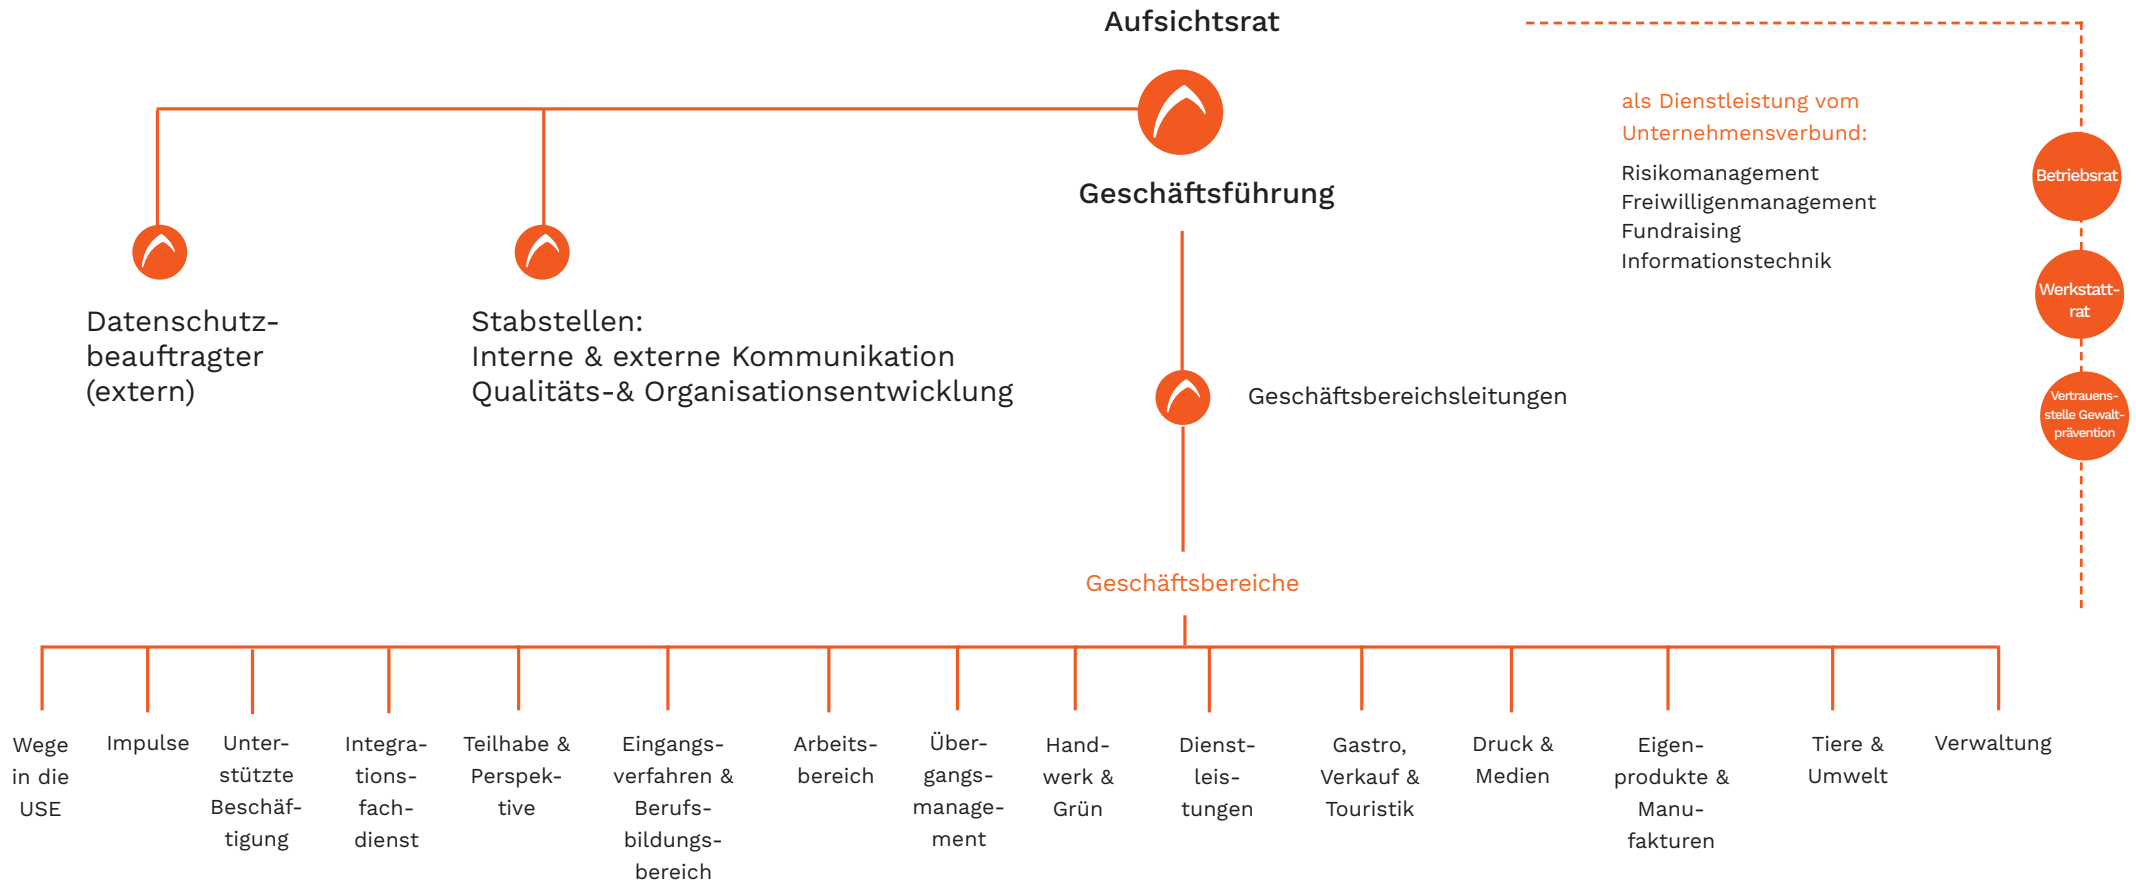 Aufsichtsrat
Geschäftsführung
Datenschutz-
beauftragter
(extern)
Stabstellen:
Interne & externe Kommunikation
Qualitäts-& Organisationsentwicklung
Geschäftsbereichsleitungen
als Dienstleistung vom
Unternehmensverbund:
Risikomanagement
Freiwilligenmanagement
Fundraising
Informationstechnik
Betriebsrat
Werkstatt-
rat
Vertrauens-
stelle Gewalt-
prävention
Geschäftsbereiche
Wege
in die
USE
Impulse
Unter-
stützte
Beschäf-
tigung
Integra-
tions-
fach-
dienst
Teilhabe &
Perspek-
tive
Eingangs-
verfahren &
Berufs-
bildungs-
bereich
Arbeits-
bereich
Über-
gangs-
manage-
ment
Hand-
werk &
Grün
Dienst-
leis-
tungen
Gastro,
Verkauf &
Touristik
Druck &
Medien
Eigen-
produkte &
Manu-
fakturen
Tiere &
Umwelt
Verwaltung